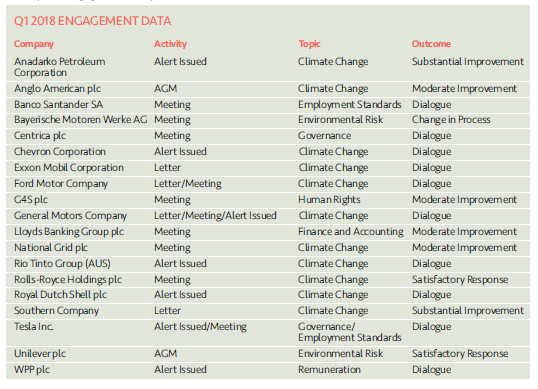 Q1 2018 ENGAGEMENT DATA
Company Activity Topic Outcome
Anadarko Petroleum Corporation Alert Issued Climate Change Substantial Improvement
Anglo American plc AGM Climate Change Moderate Improvement
Banco Santander SA Meeting Employment Standards Dialogue
Bayerische Motoren Werke AG Meeting Environmental Risk Change in Process
Centrica plc Meeting Governance Dialogue
Chevron Corporation Alert Issued Climate Change Dialogue
Exxon Mobil Corporation Letter Climate Change Dialogue
Ford Motor Company Letter/Meeting Climate Change Dialogue
G4S plc Meeting Human Rights Moderate Improvement
General Motors Company Letter/Meeting/Alert Issued Climate Change Dialogue
Lloyds Banking Group plc Meeting Finance and Accounting Moderate Improvement
National Grid plc Meeting Climate Change Moderate Improvement
Rio Tinto Group (AUS) Alert Issued Climate Change Dialogue
Rolls-Royce Holdings plc Meeting Climate Change Satisfactory Response
Royal Dutch Shell plc Alert Issued Climate Change Dialogue
Southern Company Letter Climate Change Substantial Improvement
Tesla Inc. Alert Issued/Meeting Governance/ Employment Standards Dialogue
Unilever plc AGM Environmental Risk Satisfactory Response
WPP plc Alert Issued Remuneration Dialogue